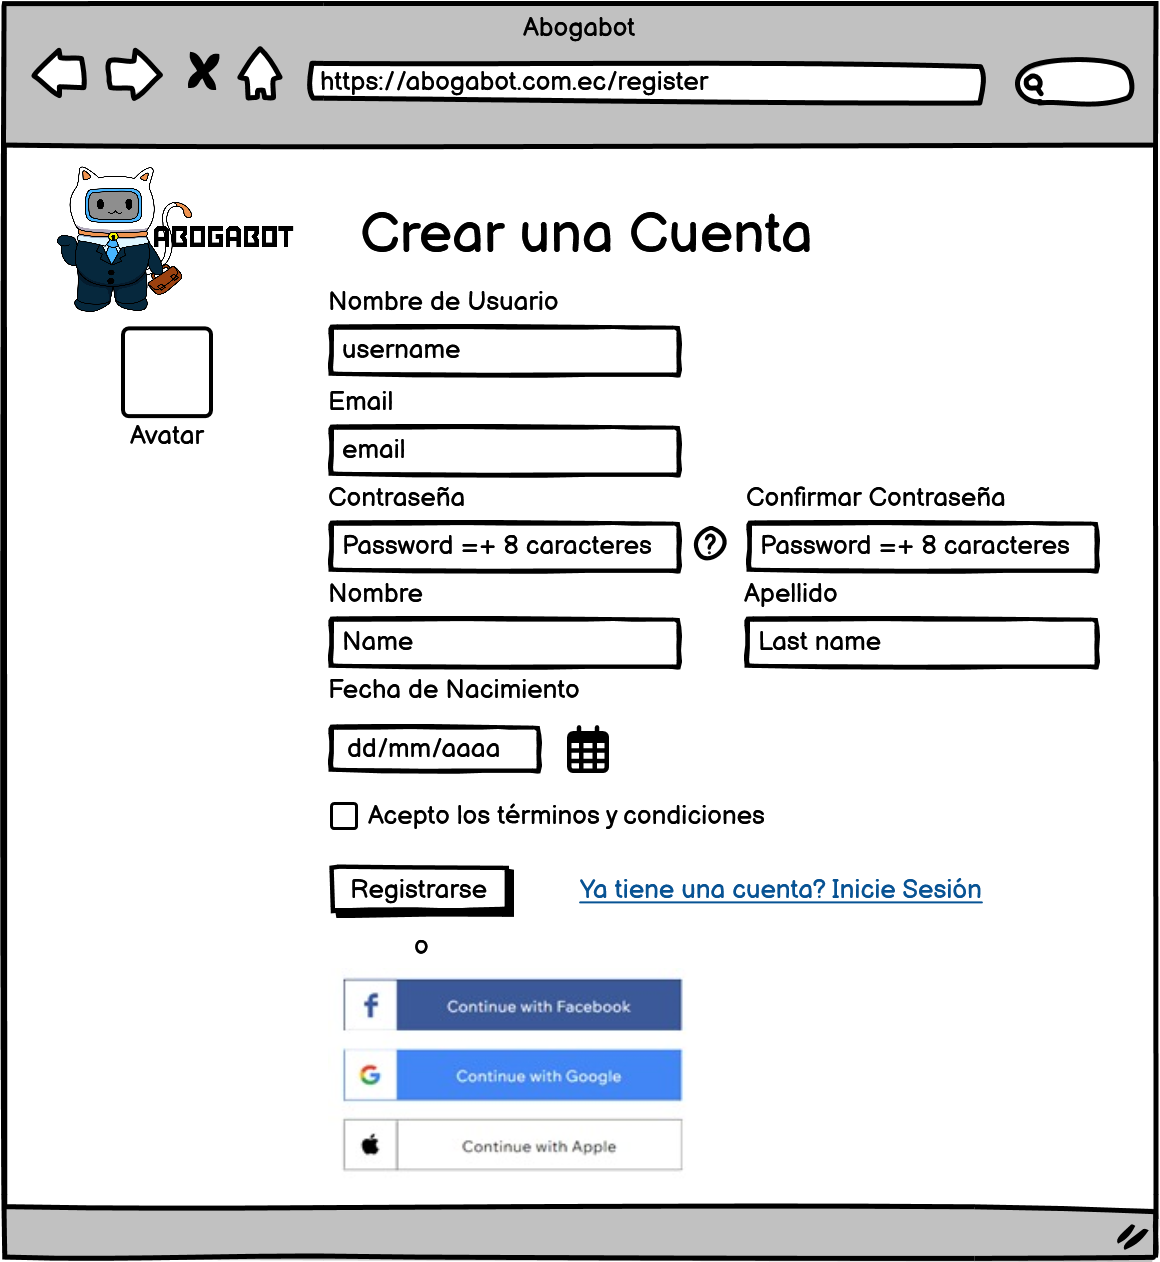 Abogabot
https://abogabot.com.ec/register
ABOGABOT
Crear una Cuenta
Nombre de Usuario
username
Avatar
Email
email
Contraseña
Confirmar Contraseña
Password =+ 8 caracteres
?
Password =+ 8 caracteres
Nombre
Apellido
Name
Last name
Fecha de Nacimiento
dd/mm/aaaa
Acepto los términos y condiciones
Registrarse
Ya tiene una cuenta? Inicie Sesión
o
Continue with Facebook
Continue with Google
Continue with Apple